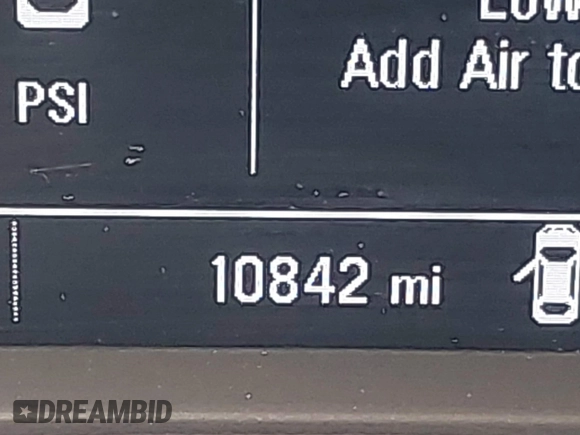 Low
Add Air to
PSI
10842 mi
DREAMBID